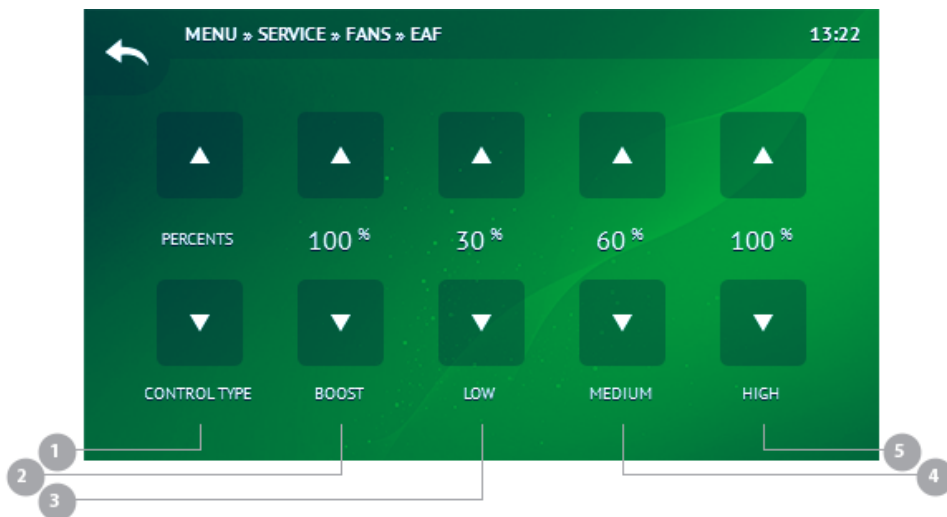 MENU » SERVICE » FANS » EAF 13:22
PERCENTS 100 % 30 % 60 % 100 %
CONTROL TYPE BOOST LOW MEDIUM HIGH
1 5
2 4
3